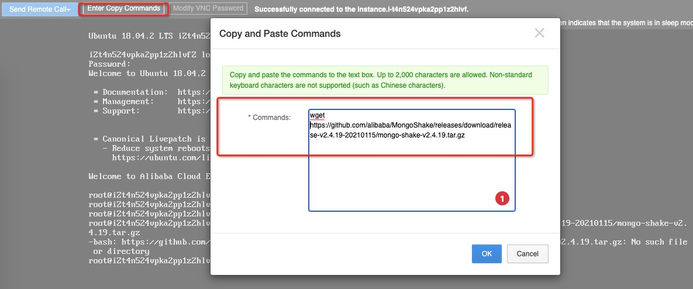 Send Remote Call
Enter Copy Commands
Modify VNC Password
Successfully connected to the instance.i-t4n524vpka2pp1z2hlvf.
en indicates that the system is in sleep mod
Ubuntu 18.04.2 LTS iZt4n5
iZt4n524vpka2pp1z2hlvfZ lo
Password:
Welcome to Ubuntu 18.04.2
* Documentation: https:/
* Management: https:/
* Support: https:/
* Canonical Livepatch is
- Reduce system reboots
https://ubuntu.com/li
Welcome to Alibaba Cloud E
root@iZt4n524vpka2pp1z2hlv
root@iZt4n524vpka2pp1z2hlv
root@iZt4n524vpka2pp1z2hlv
root@iZt4n524vpka2pp1z2hlv
19-20210115/mongo-shake-v2.
4.19.tar.gz
-bash: https://github.com/
v2.4.19.tar.gz: No such file
or directory
root@iZt4n524vpka2pp1z2hlv
Copy and Paste Commands
Copy and paste the commands to the text box. Up to 2,000 characters are allowed. Non-standard
keyboard characters are not supported (such as Chinese characters).
* Commands:
wget
https://github.com/alibaba/MongoShake/releases/download/relea
se-v2.4.19-20210115/mongo-shake-v2.4.19.tar.gz
1
OK
Cancel